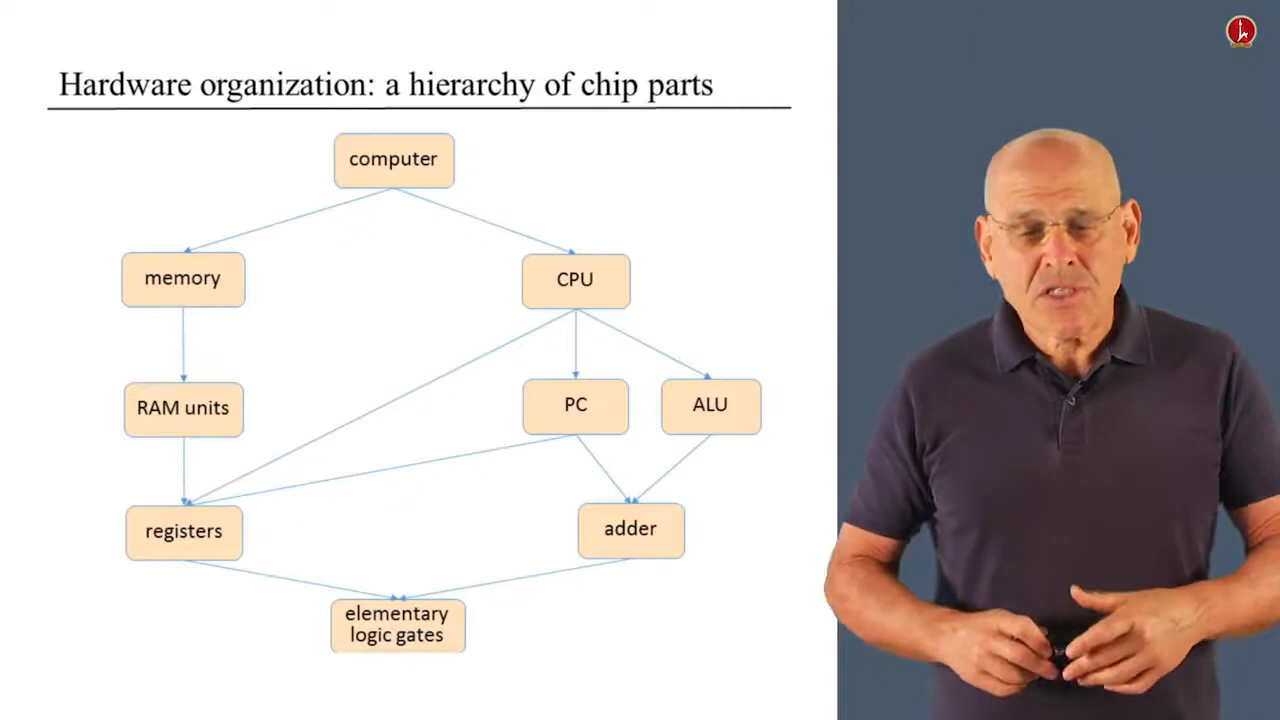 Hardware organization: a hierarchy of chip parts
computer
memory
CPU
RAM units
PC
ALU
registers
adder
elementary
logic gates